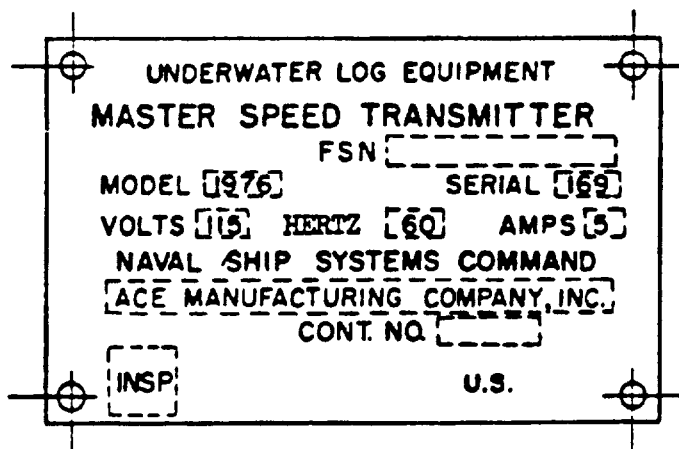 UNDERWATER LOG EQUIPMENT
MASTER SPEED TRANSMITTER
FSN
MODEL 1976 SERIAL 169
VOLTS 115 HERTZ 60 AMPS 5
NAVAL SHIP SYSTEMS COMMAND
ACE MANUFACTURING COMPANY, INC.
CONT. NO.
INSP U.S.